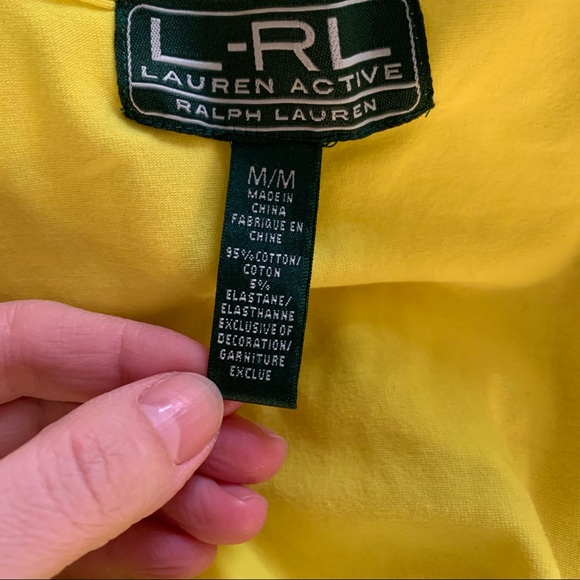 L-RL
LAUREN ACTIVE
RALPH LAUREN
M/M
MADE IN
CHINA
FABRIQUE EN
CHINE
95% COTTON/
COTON
5%
ELASTANE/
ELASTHANNE
EXCLUSIVE OF
DECORATION/
GARNITURE
EXCLUE